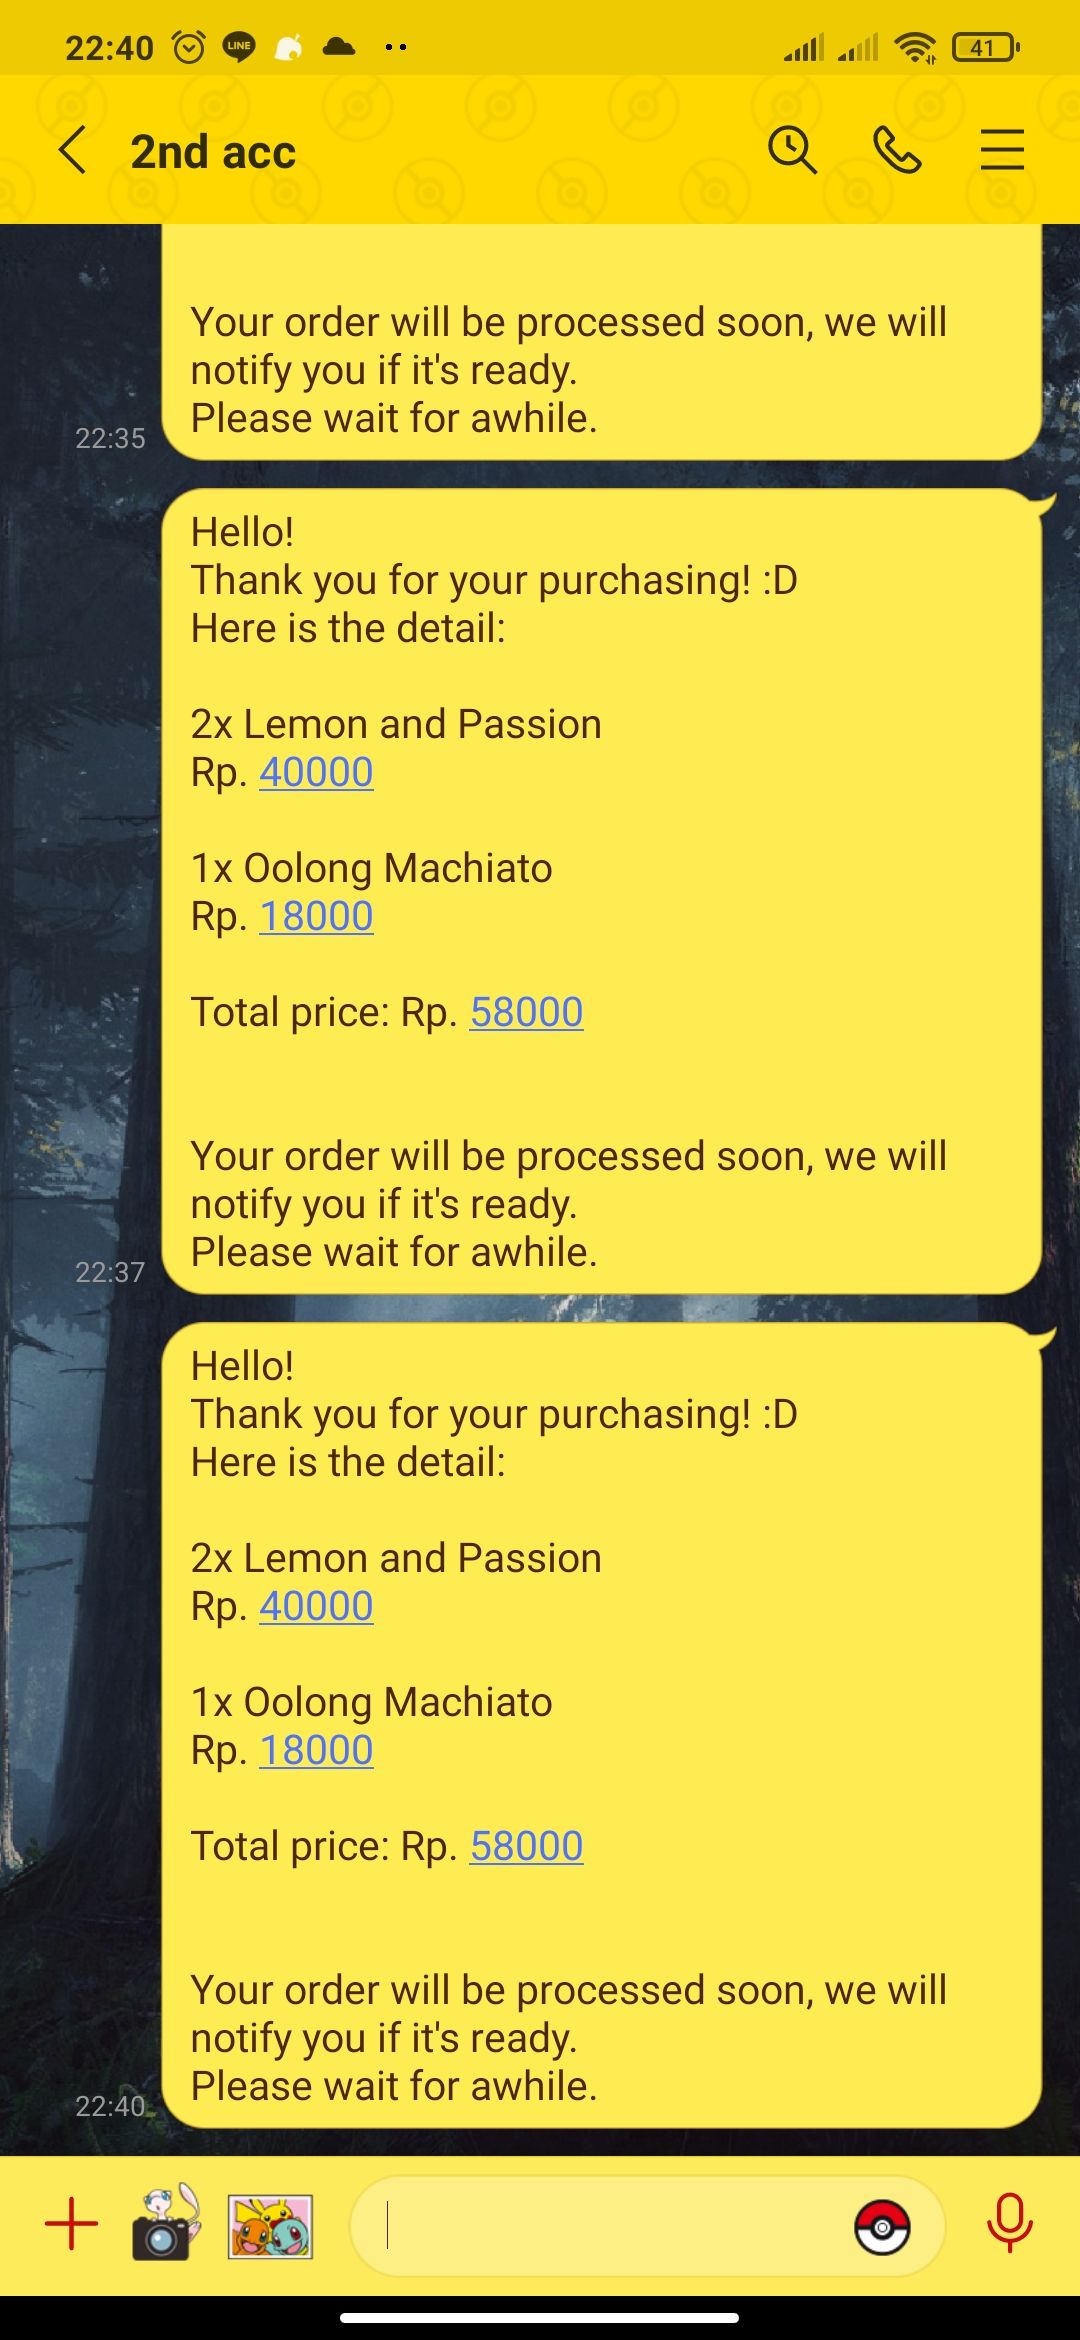 22:40
LINE
41
2nd acc
Your order will be processed soon, we will
notify you if it's ready.
Please wait for awhile.
22:35
Hello!
Thank you for your purchasing! :D
Here is the detail:
2x Lemon and Passion
Rp. 40000
1x Oolong Machiato
Rp. 18000
Total price: Rp. 58000
Your order will be processed soon, we will
notify you if it's ready.
Please wait for awhile.
22:37
Hello!
Thank you for your purchasing! :D
Here is the detail:
2x Lemon and Passion
Rp. 40000
1x Oolong Machiato
Rp. 18000
Total price: Rp. 58000
Your order will be processed soon, we will
notify you if it's ready.
Please wait for awhile.
22:40